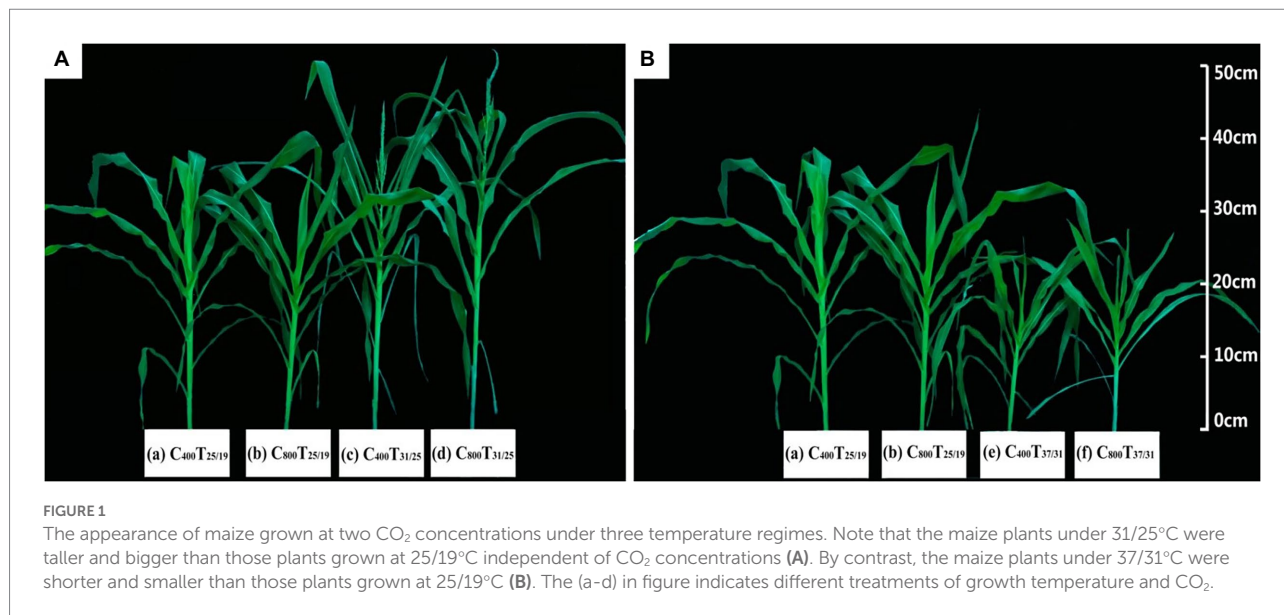 A
B
50cm
40cm
30cm
20cm
10cm
0cm
(a) C400T25/19
(b) C800T25/19
(c) C400T31/25
(d) C800T31/25
(a) C400T25/19
(b) C800T25/19
(e) C400T37/31
(f) C800T37/31
FIGURE 1
The appearance of maize grown at two CO₂ concentrations under three temperature regimes. Note that the maize plants under 31/25°C were
taller and bigger than those plants grown at 25/19°C independent of CO₂ concentrations (A). By contrast, the maize plants under 37/31°C were
shorter and smaller than those plants grown at 25/19°C (B). The (a-d) in figure indicates different treatments of growth temperature and CO₂.